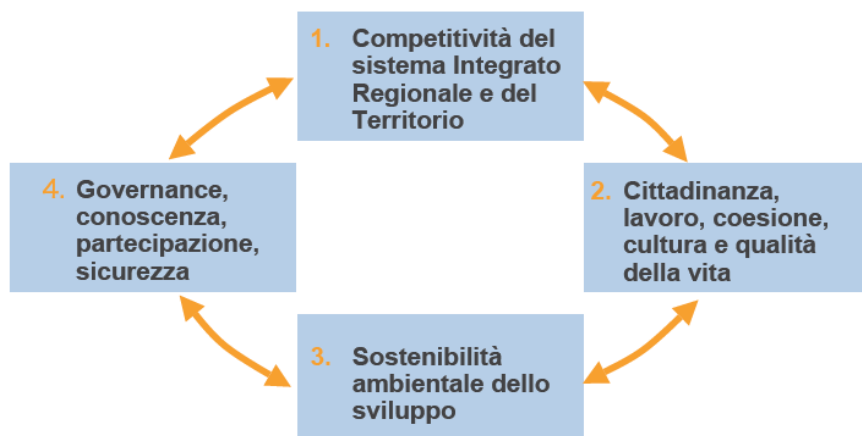 1. Competitività del
sistema Integrato
Regionale e del
Territorio
2. Cittadinanza,
lavoro, coesione,
cultura e qualità
della vita
3. Sostenibilità
ambientale dello
sviluppo
4. Governance,
conoscenza,
partecipazione,
sicurezza